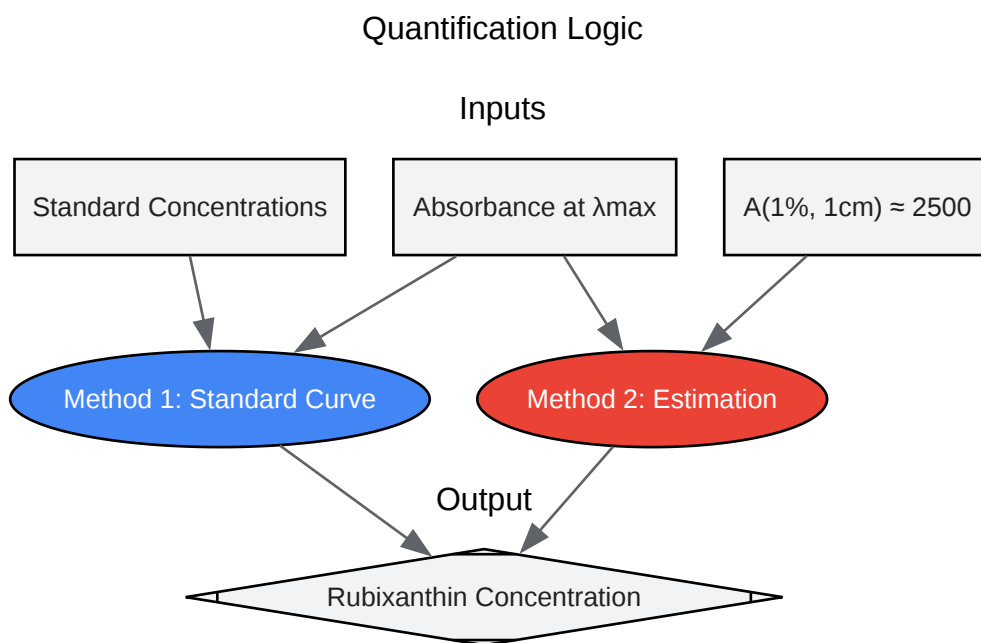 Quantification Logic
Inputs
Standard Concentrations
Absorbance at λmax
A(1%, 1cm) ≈ 2500
Method 1: Standard Curve
Method 2: Estimation
Output
Rubixanthin Concentration